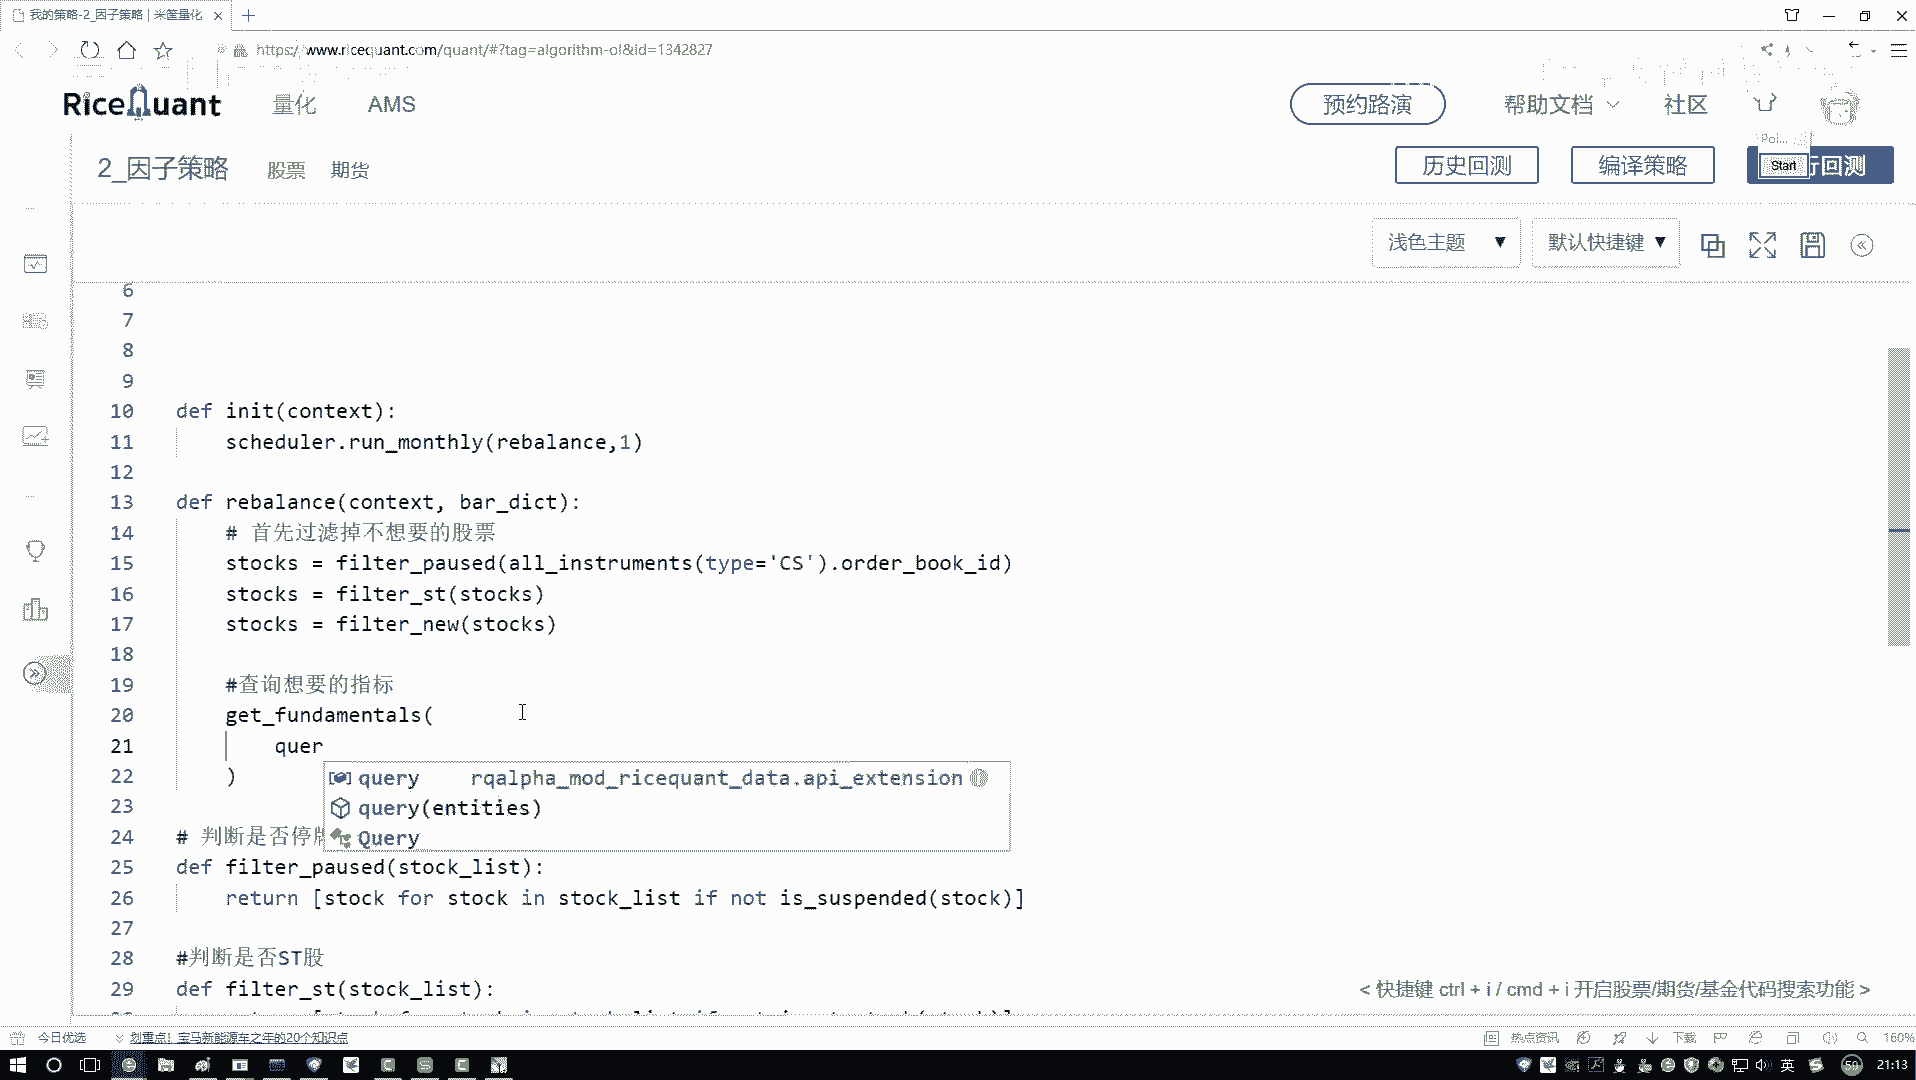 我的策略-2_因子策略 | 米筐量化
https://www.ricequant.com/quant/#?tag=algorithm-ol&id=1342827
RiceQuant 量化 AMS 预约路演 帮助文档 社区
Poi...
2_因子策略 股票 期货 历史回测 编译策略 Start 行回测
浅色主题 ▼ 默认快捷键 ▼
6
7
8
9
10 def init(context):
11 scheduler.run_monthly(rebalance,1)
12
13 def rebalance(context, bar_dict):
14 # 首先过滤掉不想要的股票
15 stocks = filter_paused(all_instruments(type='CS').order_book_id)
16 stocks = filter_st(stocks)
17 stocks = filter_new(stocks)
18
19 #查询想要的指标
20 get_fundamentals(
21 quer
22 )
query rqalpha_mod_ricequant_data.api_extension
23
query(entities)
24 # 判断是否停牌
Query
25 def filter_paused(stock_list):
26 return [stock for stock in stock_list if not is_suspended(stock)]
27
28 #判断是否ST股
29 def filter_st(stock_list):
< 快捷键 ctrl + i / cmd + i 开启股票/期货/基金代码搜索功能 >
今日优选 划重点！宝马新能源车之年的20个知识点 热点资讯 下载 160%
英 59 21:13